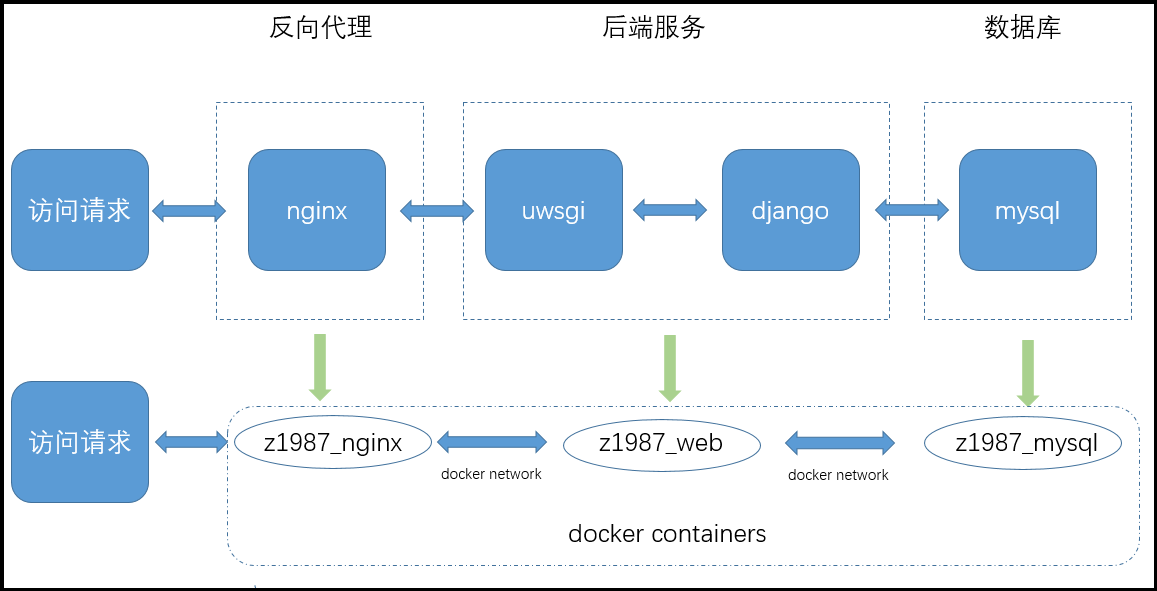 反向代理
后端服务
数据库
访问请求
nginx
uwsgi
django
mysql
访问请求
z1987_nginx
docker network
z1987_web
docker network
z1987_mysql
docker containers